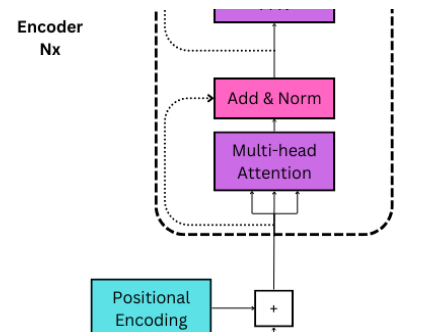 Encoder
Nx
Add & Norm
Multi-head
Attention
Positional
Encoding
+